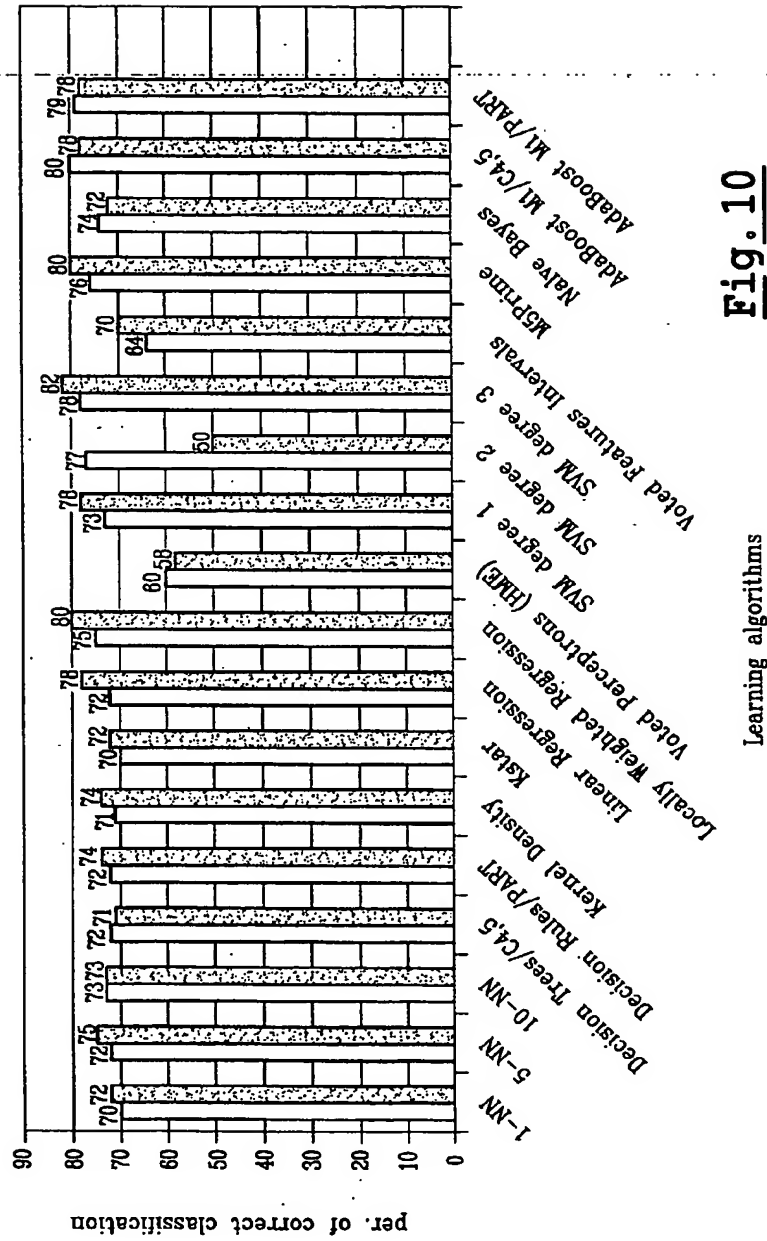 per. of correct classification
90
80
70
60
50
40
30
20
10
0
70 72
72 75
73 73
72 71
72 74
71 74
70 72
72 78
75 80
60 58
73 78
77 50
78 82
64 70
76 80
74 72
80 78
79 78
1-NN
5-NN
10-NN
Decision Trees/C4,5
Decision Rules/PART
Kernel Density
Kstar
Linear Regression
Locally Weighted Regression
Voted Perceptrons (HME)
SVM degree 1
SVM degree 2
SVM degree 3
Voted Features Intervals
M5Prime
Naive Bayes
AdaBoost M1/C4,5
AdaBoost M1/PART
Learning algorithms
Fig.10